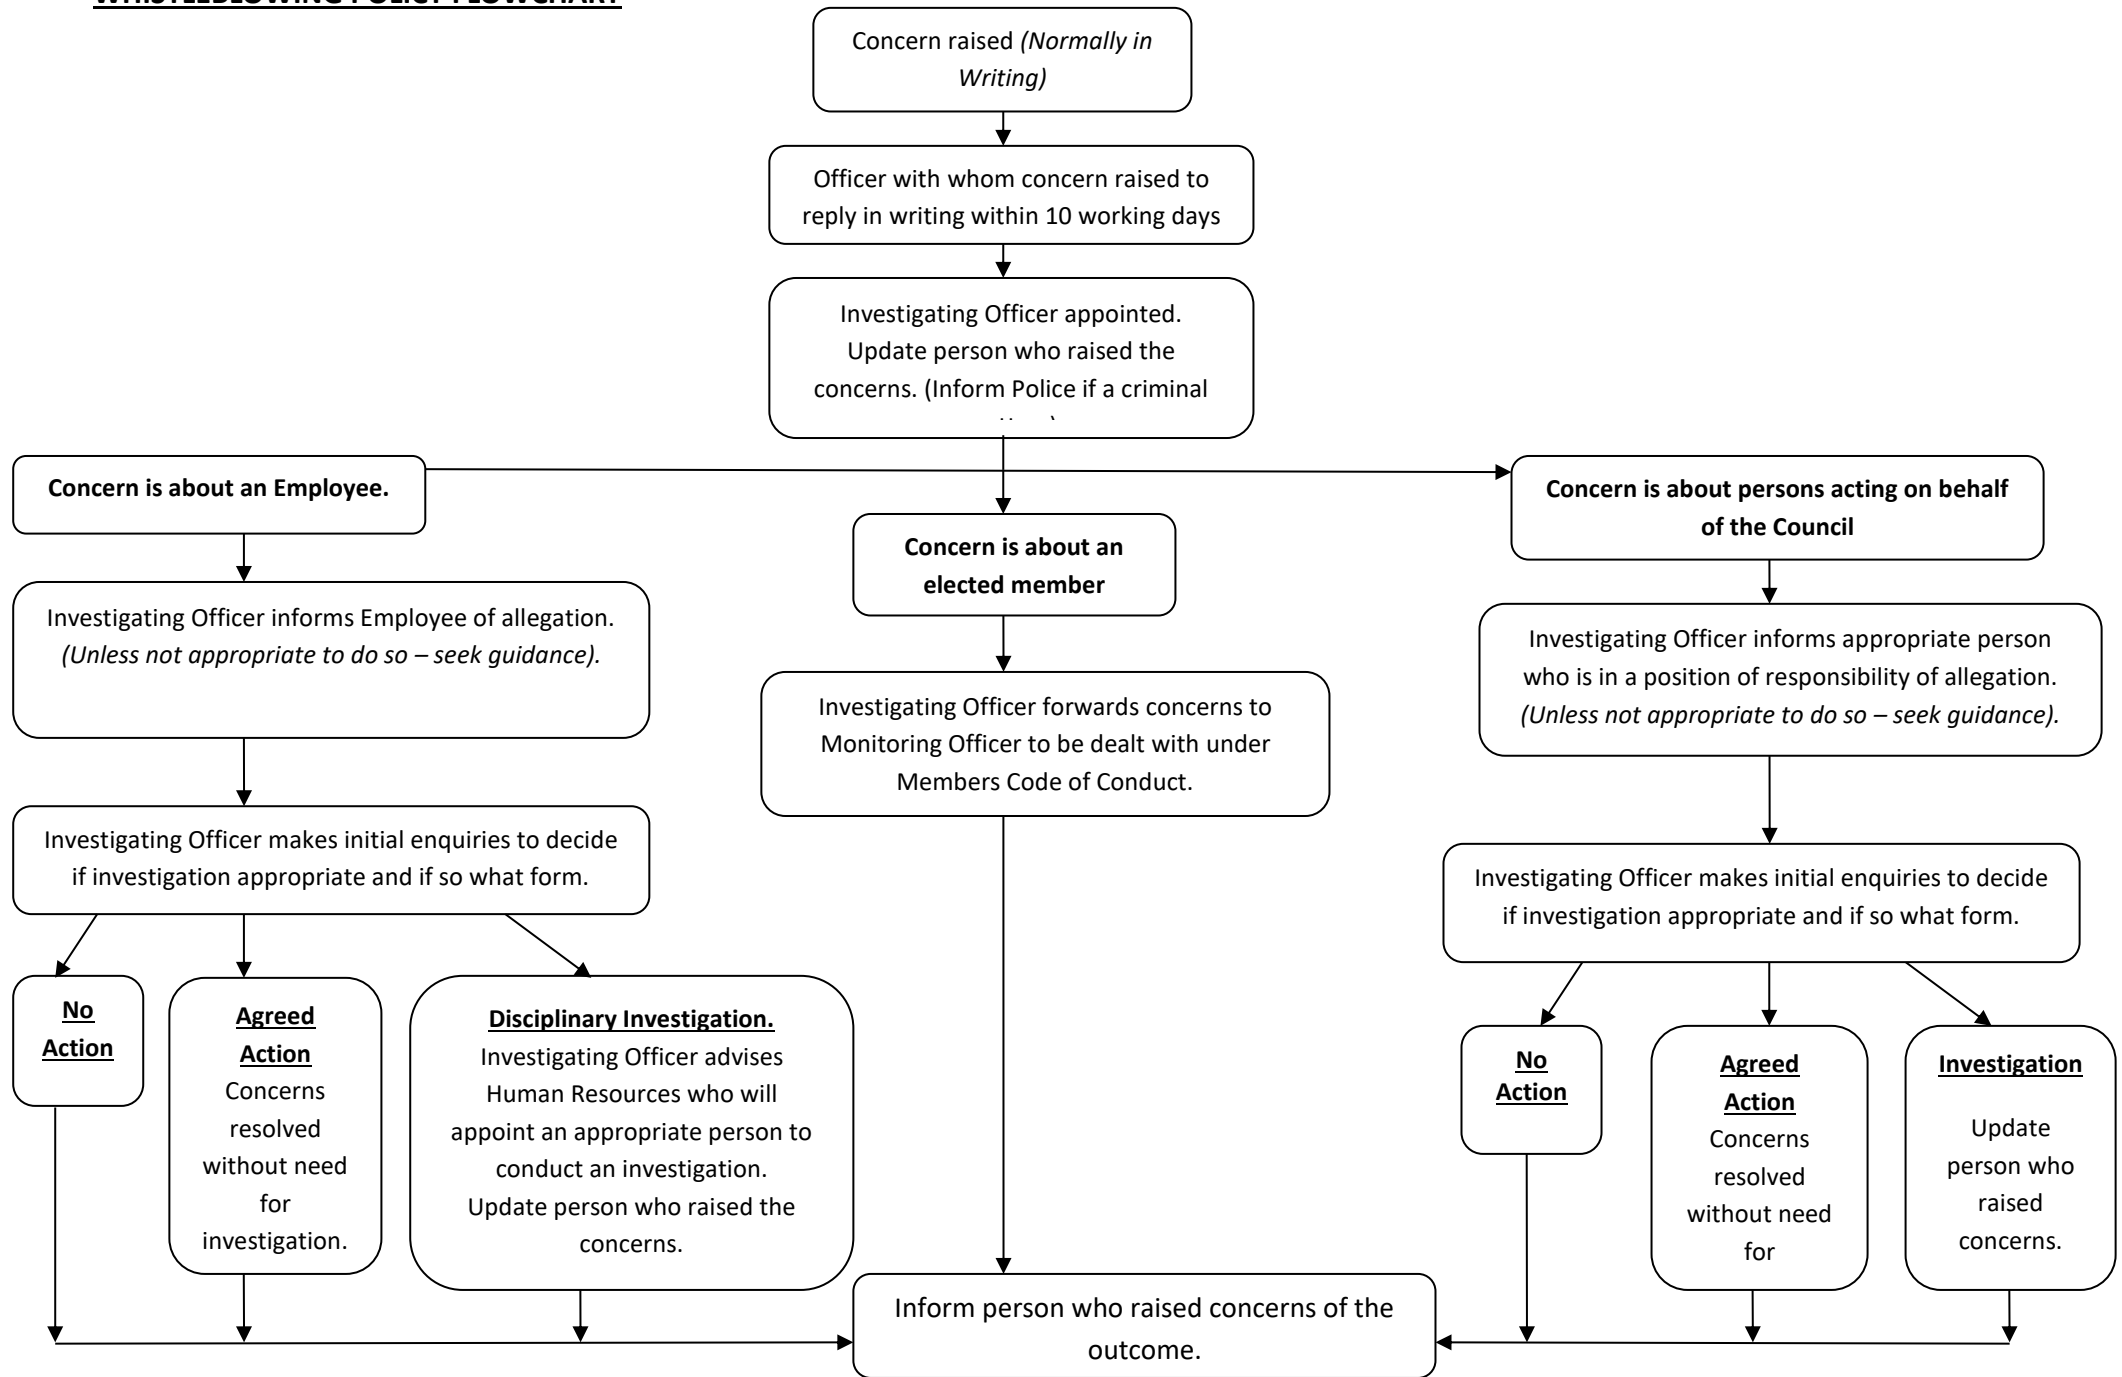 WHISTLEBLOWING POLICY FLOWCHART
Concern raised (Normally in
Writing)
Officer with whom concern raised to
reply in writing within 10 working days
Investigating Officer appointed.
Update person who raised the
concerns. (Inform Police if a criminal
Concern is about an Employee.
Investigating Officer informs Employee of allegation.
(Unless not appropriate to do so – seek guidance).
Investigating Officer makes initial enquiries to decide
if investigation appropriate and if so what form.
No
Action
Agreed
Action
Concerns
resolved
without need
for
investigation.
Disciplinary Investigation.
Investigating Officer advises
Human Resources who will
appoint an appropriate person to
conduct an investigation.
Update person who raised the
concerns.
Concern is about an
elected member
Investigating Officer forwards concerns to
Monitoring Officer to be dealt with under
Members Code of Conduct.
Concern is about persons acting on behalf
of the Council
Investigating Officer informs appropriate person
who is in a position of responsibility of allegation.
(Unless not appropriate to do so – seek guidance).
Investigating Officer makes initial enquiries to decide
if investigation appropriate and if so what form.
No
Action
Agreed
Action
Concerns
resolved
without need
for
Investigation
Update
person who
raised
concerns.
Inform person who raised concerns of the
outcome.